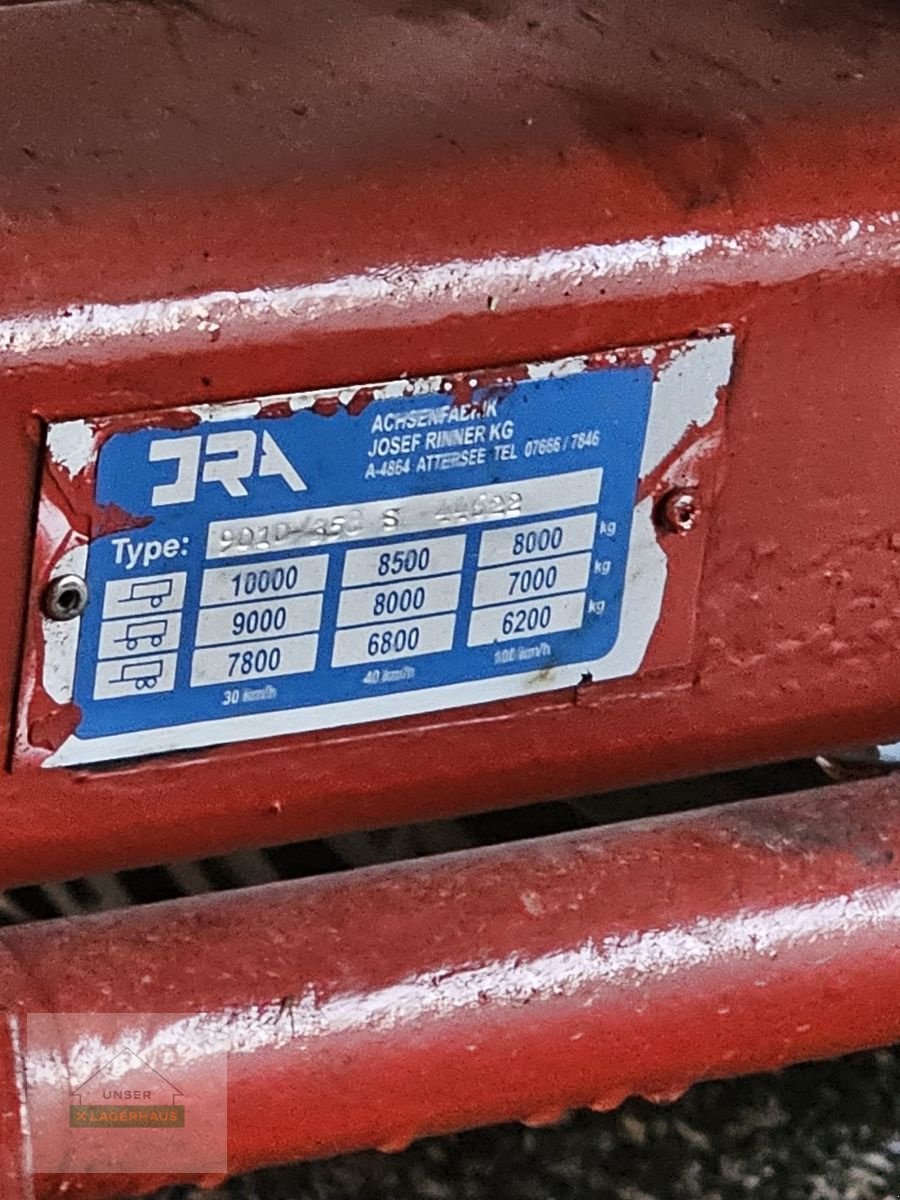 JRA
ACHSENFABRIK
JOSEF RINNER KG
A-4864 ATTERSEE TEL 07666 / 7846
Type: S
10000 8500 8000 kg
9000 8000 7000 kg
7800 6800 6200 kg
30 km/h 40 km/h 100 km/h
UNSER
X LAGERHAUS